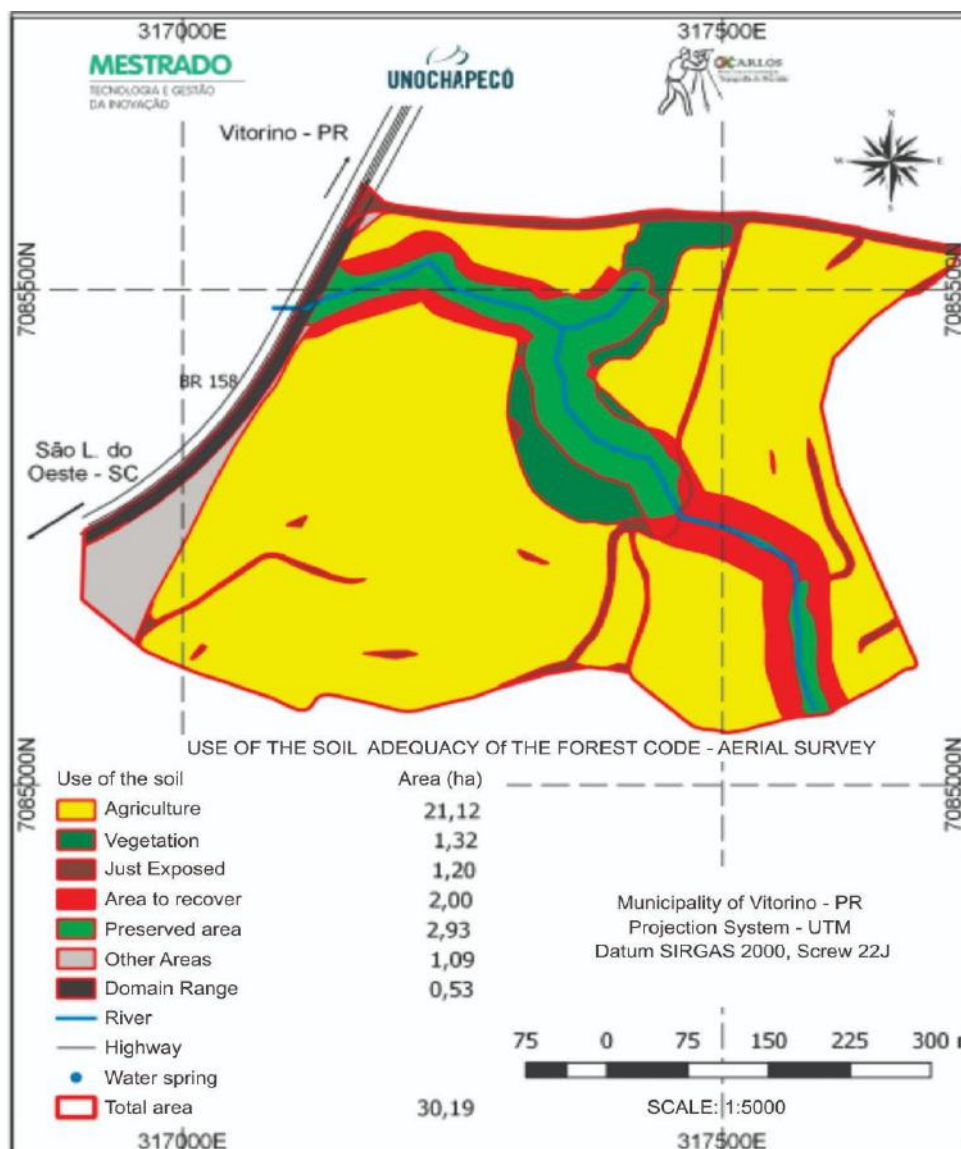 317000E 317500E
MESTRADO
TECNOLOGIA E GESTÃO
DA INOVAÇÃO
UNOCHAPECÓ
CARLOS
N
W E
S
Vitorino - PR
7085500N 7085500N
BR 158
São L. do
Oeste - SC
USE OF THE SOIL ADEQUACY Of THE FOREST CODE - AERIAL SURVEY
Use of the soil Area (ha)
Agriculture 21,12
Vegetation 1,32
Just Exposed 1,20
Area to recover 2,00
Preserved area 2,93
Other Areas 1,09
Domain Range 0,53
River
Highway
Water spring
Total area 30,19
7085000N 7085000N
Municipality of Vitorino - PR
Projection System - UTM
Datum SIRGAS 2000, Screw 22J
75 0 75 150 225 300
SCALE: 1:5000
317000E 317500E